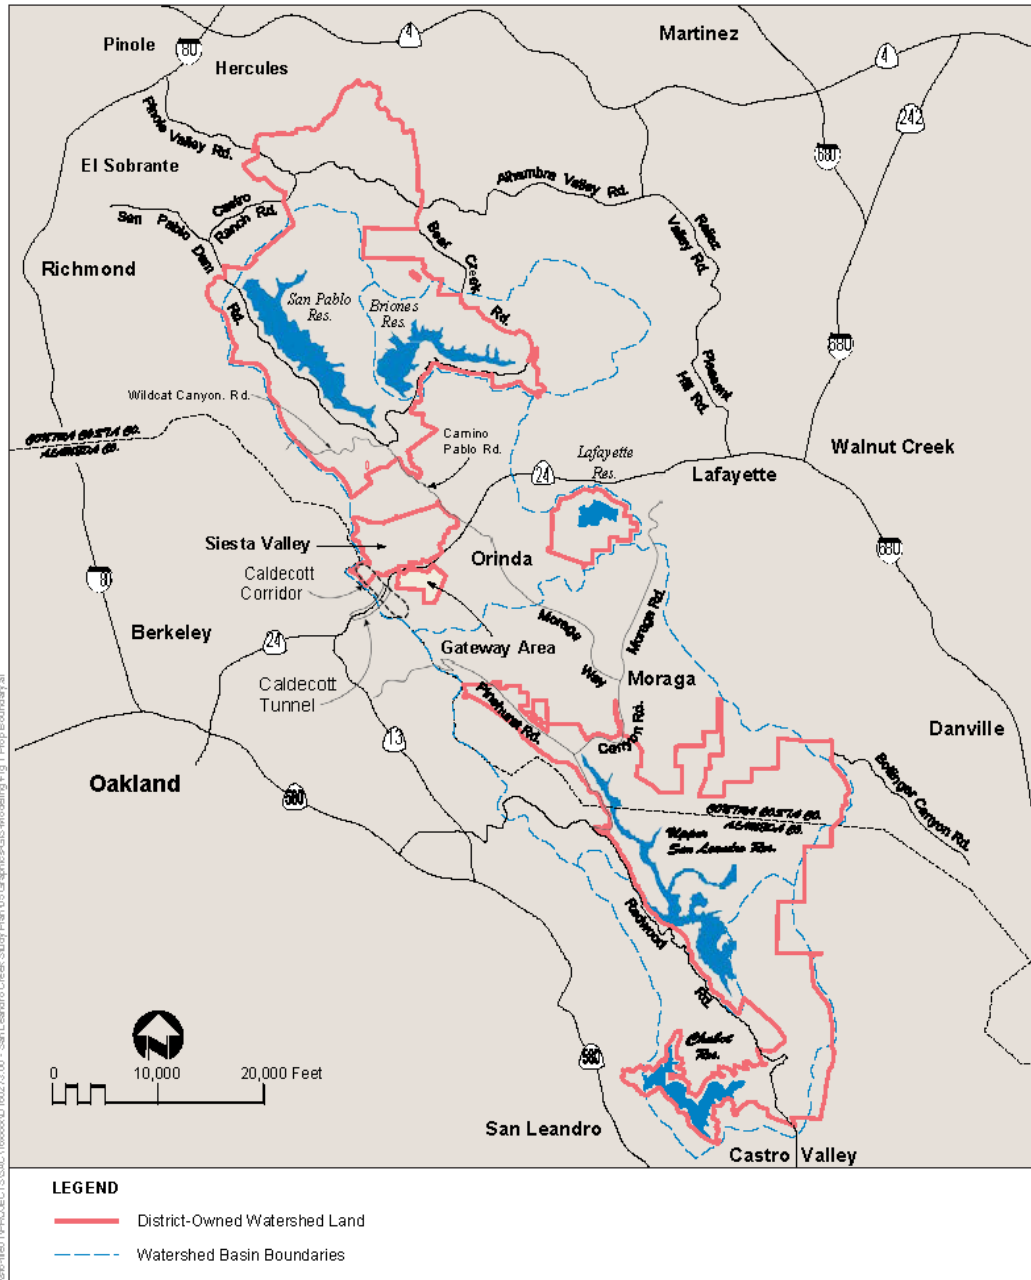 Pinole
80
Hercules
4
Martinez
4
242
680
Pinole Valley Rd.
El Sobrante
Castro
Ranch Rd.
San Pablo Dam
Rd.
Alhambra Valley Rd.
Reliez
Valley Rd.
Bear
Creek
Rd.
Richmond
San Pablo
Res.
Briones
Res.
680
Pleasant
Hill Rd.
Wildcat Canyon. Rd.
CONTRA COSTA CO.
ALAMEDA CO.
Camino
Pablo Rd.
Lafayette
Res.
Walnut Creek
24
Lafayette
Siesta Valley
Orinda
680
Caldecott
Corridor
8
Berkeley
24
Moraga
Way
Moraga Rd.
Gateway Area
Caldecott
Tunnel
Moraga
Pinehurst Rd.
Canyon Rd.
13
Danville
Oakland
580
Bollinger Canyon Rd.
CONTRA COSTA CO.
ALAMEDA CO.
Upper
San Leandro Res.
Redwood
Rd.
N
Chabot
Res.
580
0
10,000
20,000 Feet
San Leandro
Castro Valley
LEGEND
District-Owned Watershed Land
Watershed Basin Boundaries